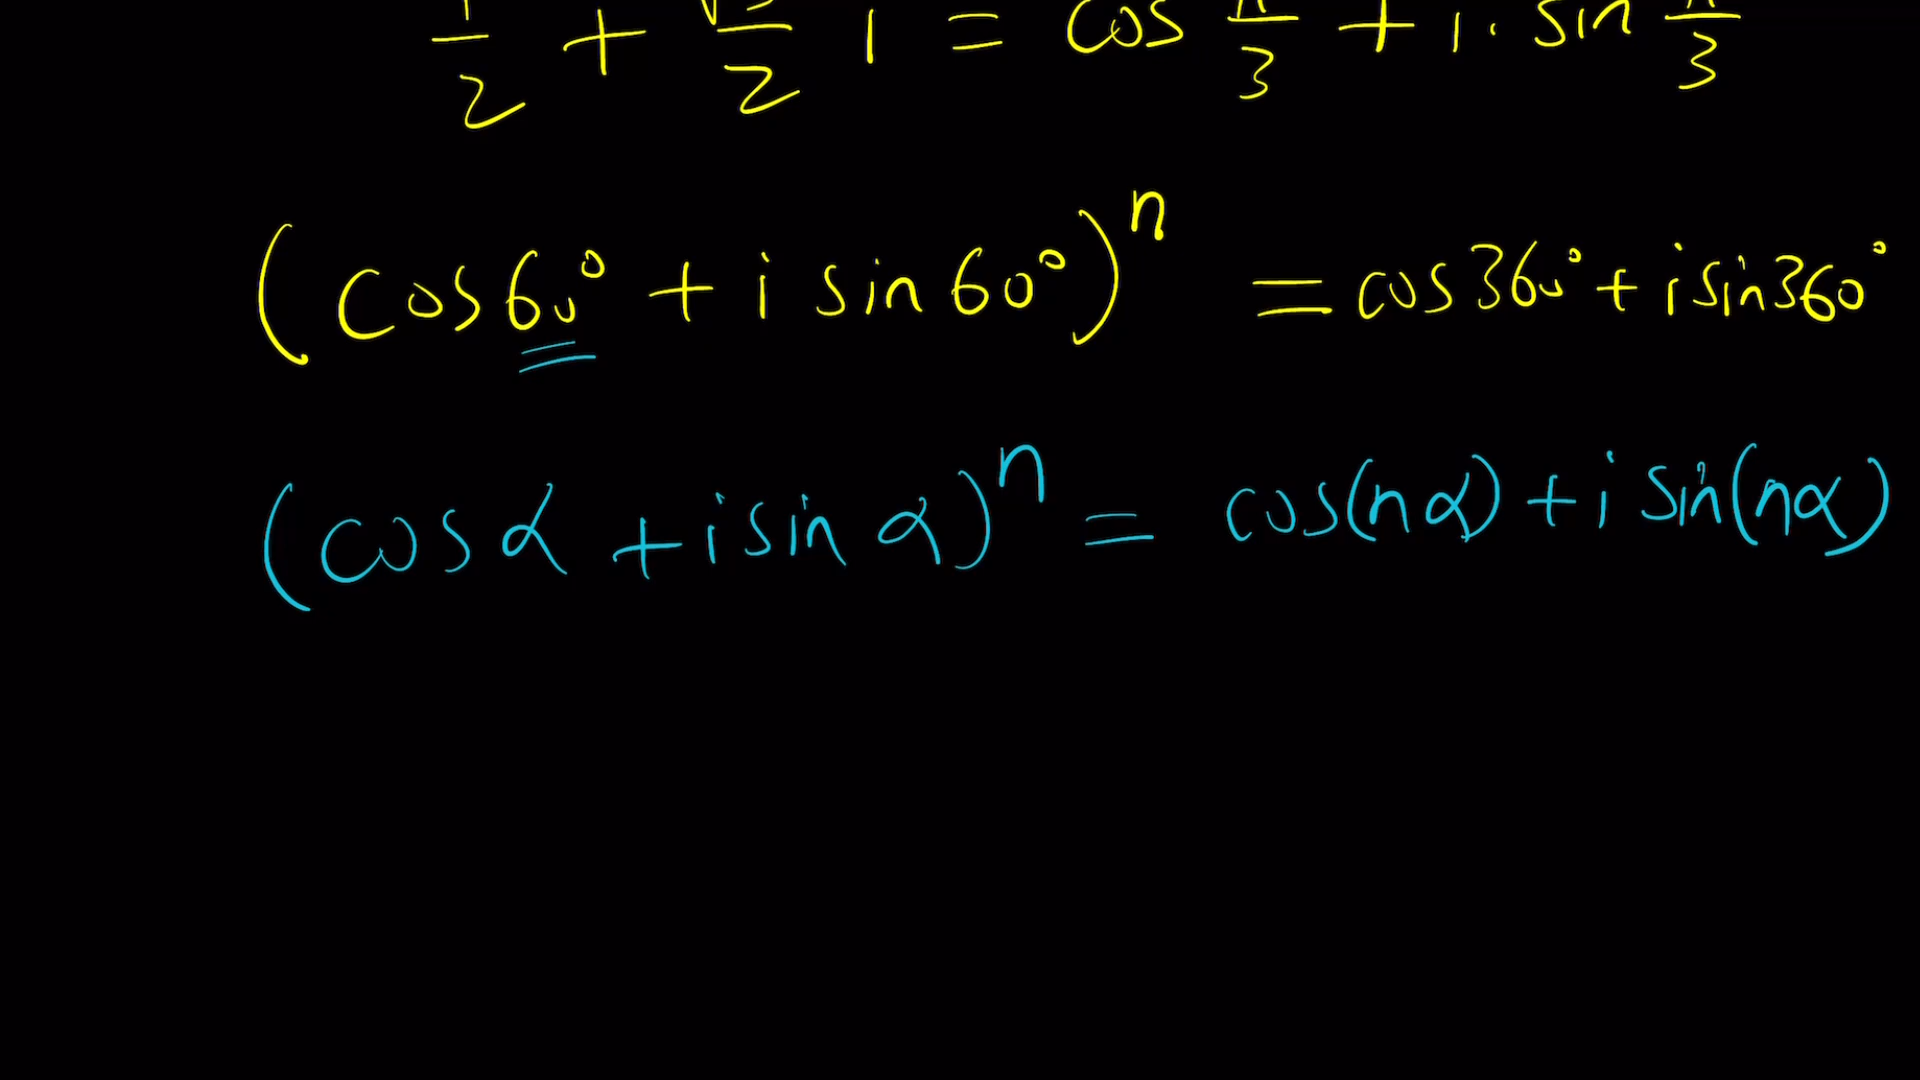 1/2 + √3/2 i = cos π/3 + i. sin π/3
(cos 60° + i sin 60°)ⁿ = cos 360° + i sin 360°
(cos α + i sin α)ⁿ = cos(nα) + i sin(nα)